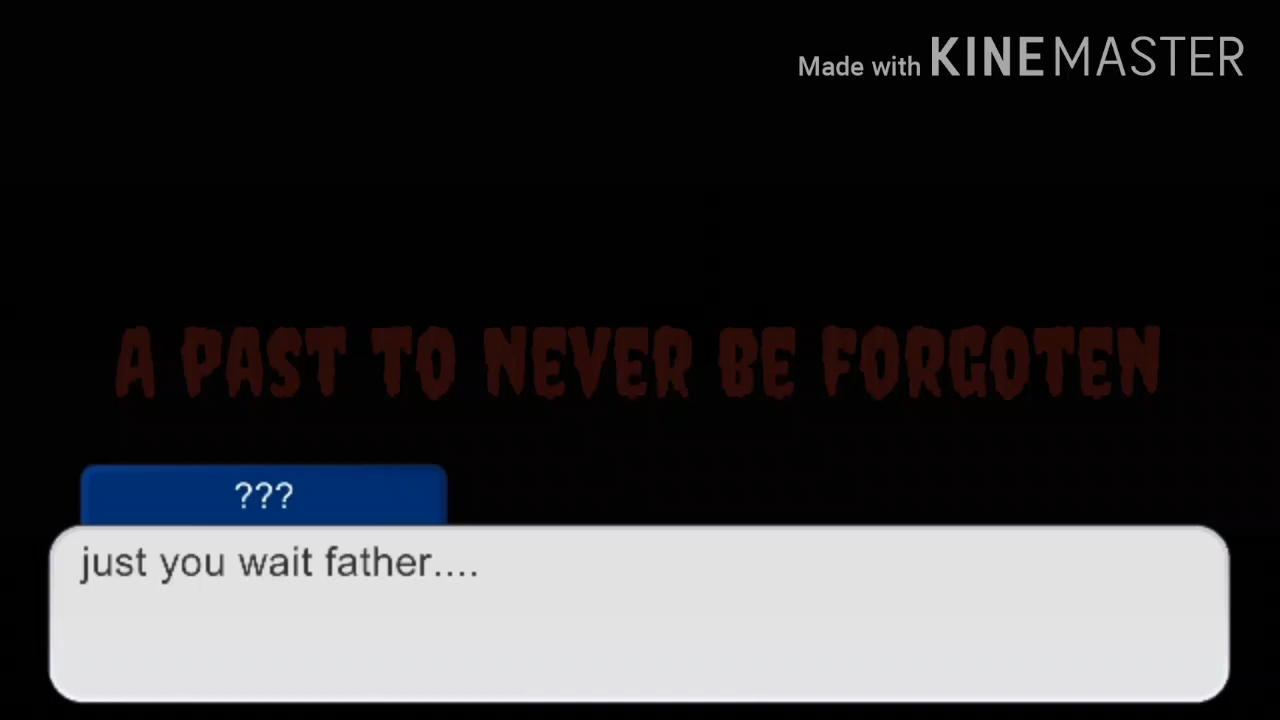 Made with KINEMASTER
A PAST TO NEVER BE FORGOTEN
???
just you wait father....